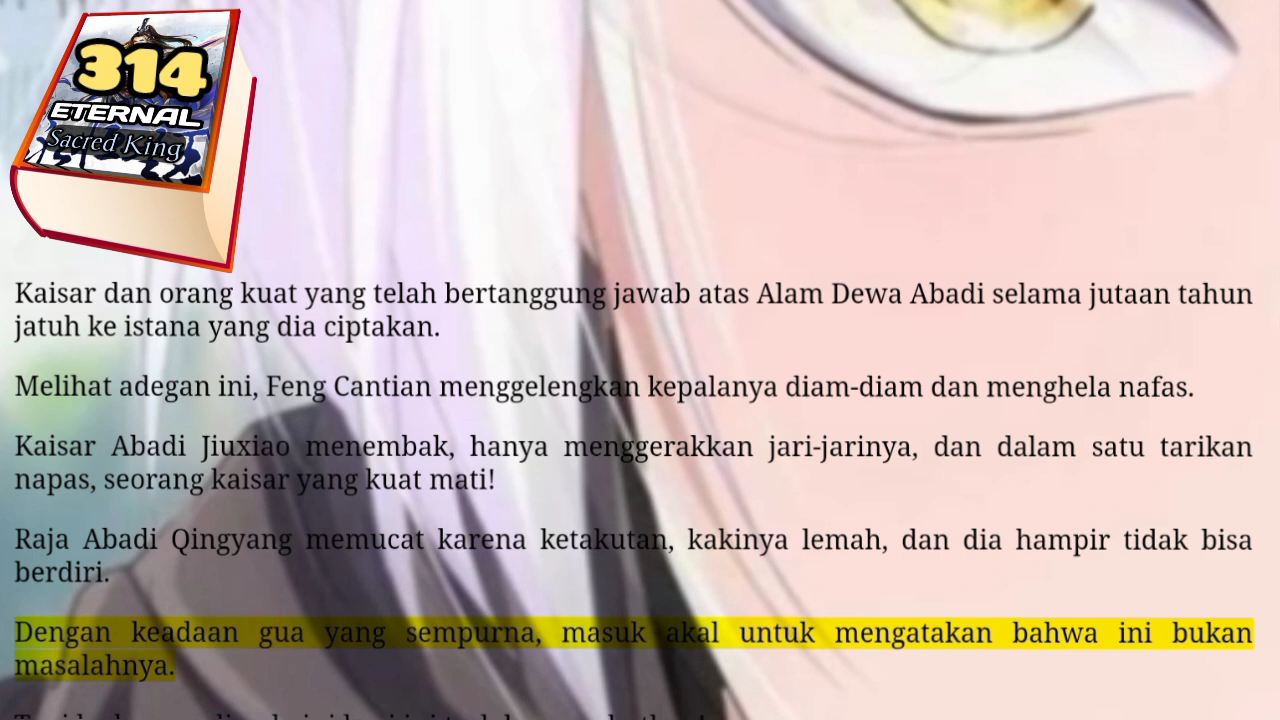 314
ETERNAL
Sacred King
Kaisar dan orang kuat yang telah bertanggung jawab atas Alam Dewa Abadi selama jutaan tahun
jatuh ke istana yang dia ciptakan.
Melihat adegan ini, Feng Cantian menggelengkan kepalanya diam-diam dan menghela nafas.
Kaisar Abadi Jiuxiao menembak, hanya menggerakkan jari-jarinya, dan dalam satu tarikan
napas, seorang kaisar yang kuat mati!
Raja Abadi Qingyang memucat karena ketakutan, kakinya lemah, dan dia hampir tidak bisa
berdiri.
Dengan keadaan gua yang sempurna, masuk akal untuk mengatakan bahwa ini bukan
masalahnya.